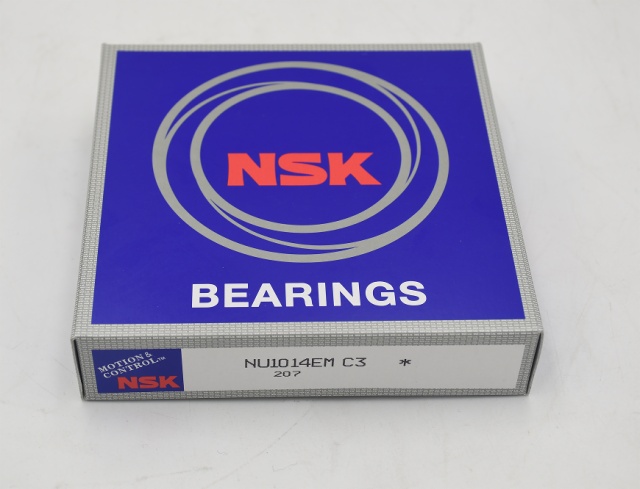 NSK
BEARINGS
MOTION &
CONTROL™
NSK
NU1014EM C3 *
207